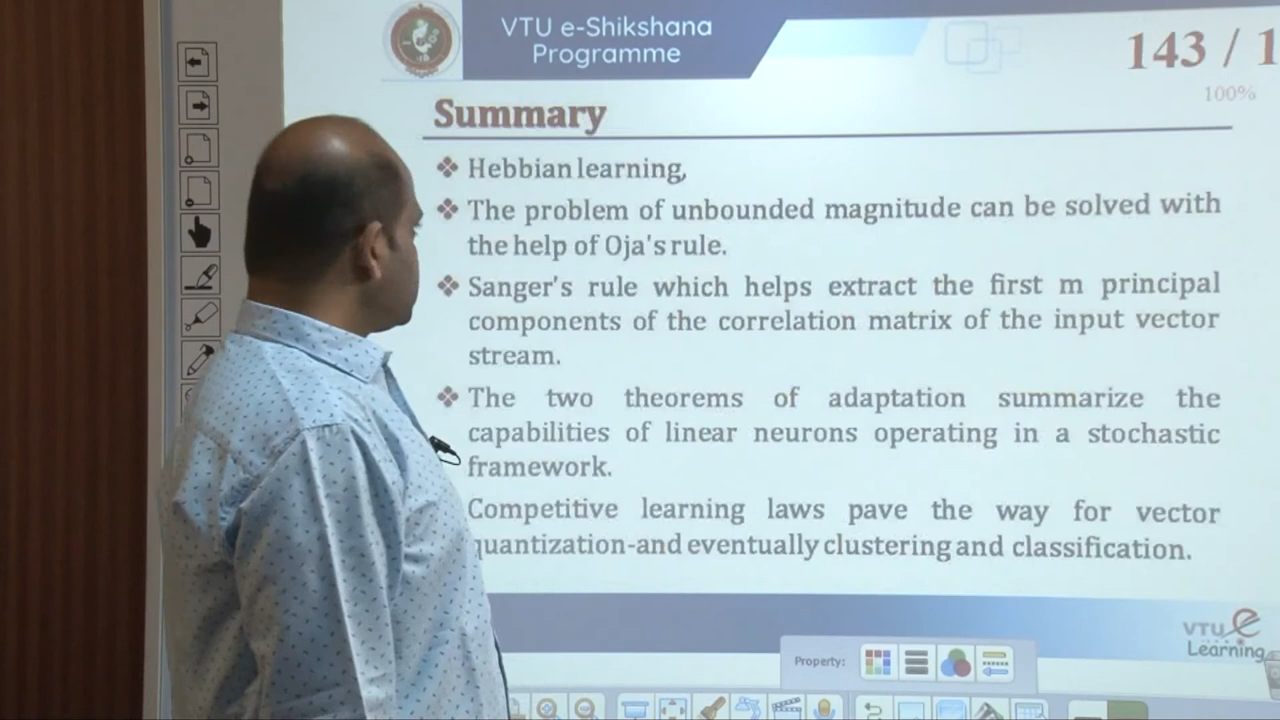 VTU e-Shikshana
Programme
143 / 1
100%
Summary
❖ Hebbian learning,
❖ The problem of unbounded magnitude can be solved with
the help of Oja's rule.
❖ Sanger's rule which helps extract the first m principal
components of the correlation matrix of the input vector
stream.
❖ The two theorems of adaptation summarize the
capabilities of linear neurons operating in a stochastic
framework.
Competitive learning laws pave the way for vector
quantization-and eventually clustering and classification.
VTU e
Learning
Property: